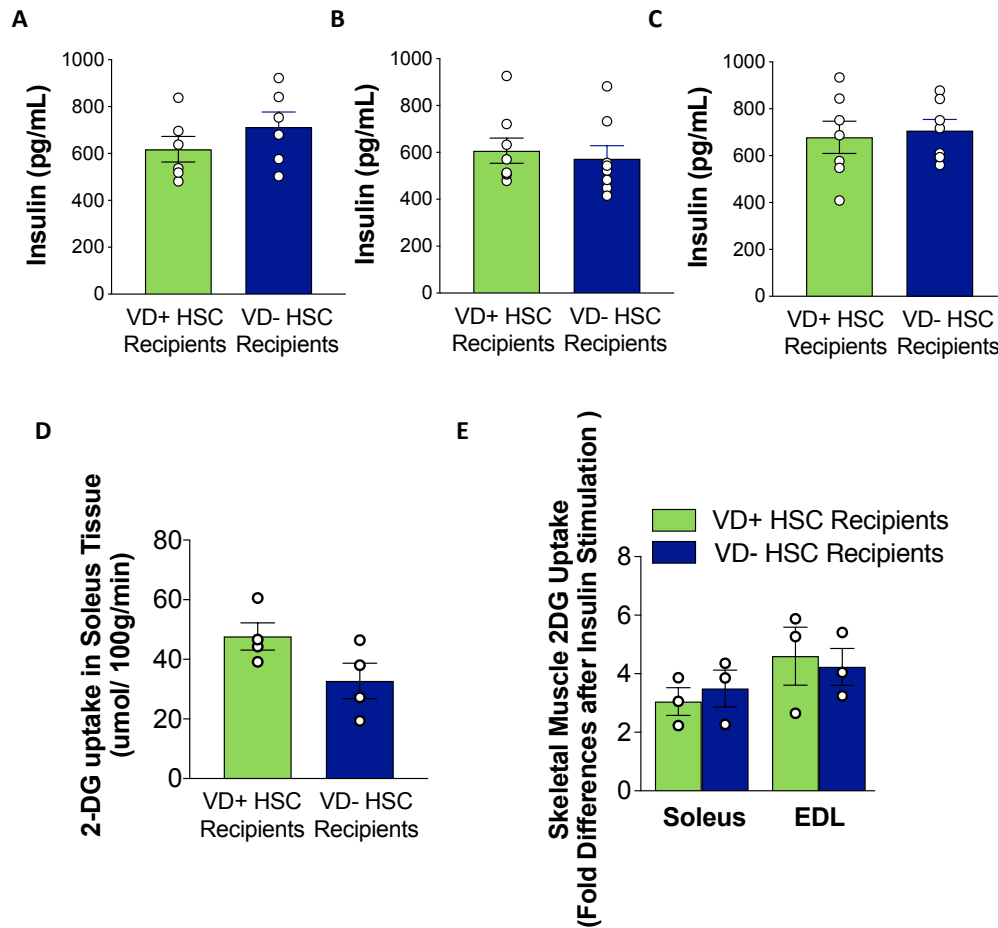 A
Insulin (pg/mL)
1000
800
600
400
200
0
VD+ HSC
Recipients
VD- HSC
Recipients
B
Insulin (pg/mL)
1000
800
600
400
200
0
VD+ HSC
Recipients
VD- HSC
Recipients
C
Insulin (pg/mL)
1000
800
600
400
200
0
VD+ HSC
Recipients
VD- HSC
Recipients
D
2-DG uptake in Soleus Tissue
(umol/ 100g/min)
80
60
40
20
0
VD+ HSC
Recipients
VD- HSC
Recipients
E
Skeletal Muscle 2DG Uptake
(Fold Differences after Insulin Stimulation )
VD+ HSC Recipients
VD- HSC Recipients
8
6
4
2
0
Soleus
EDL